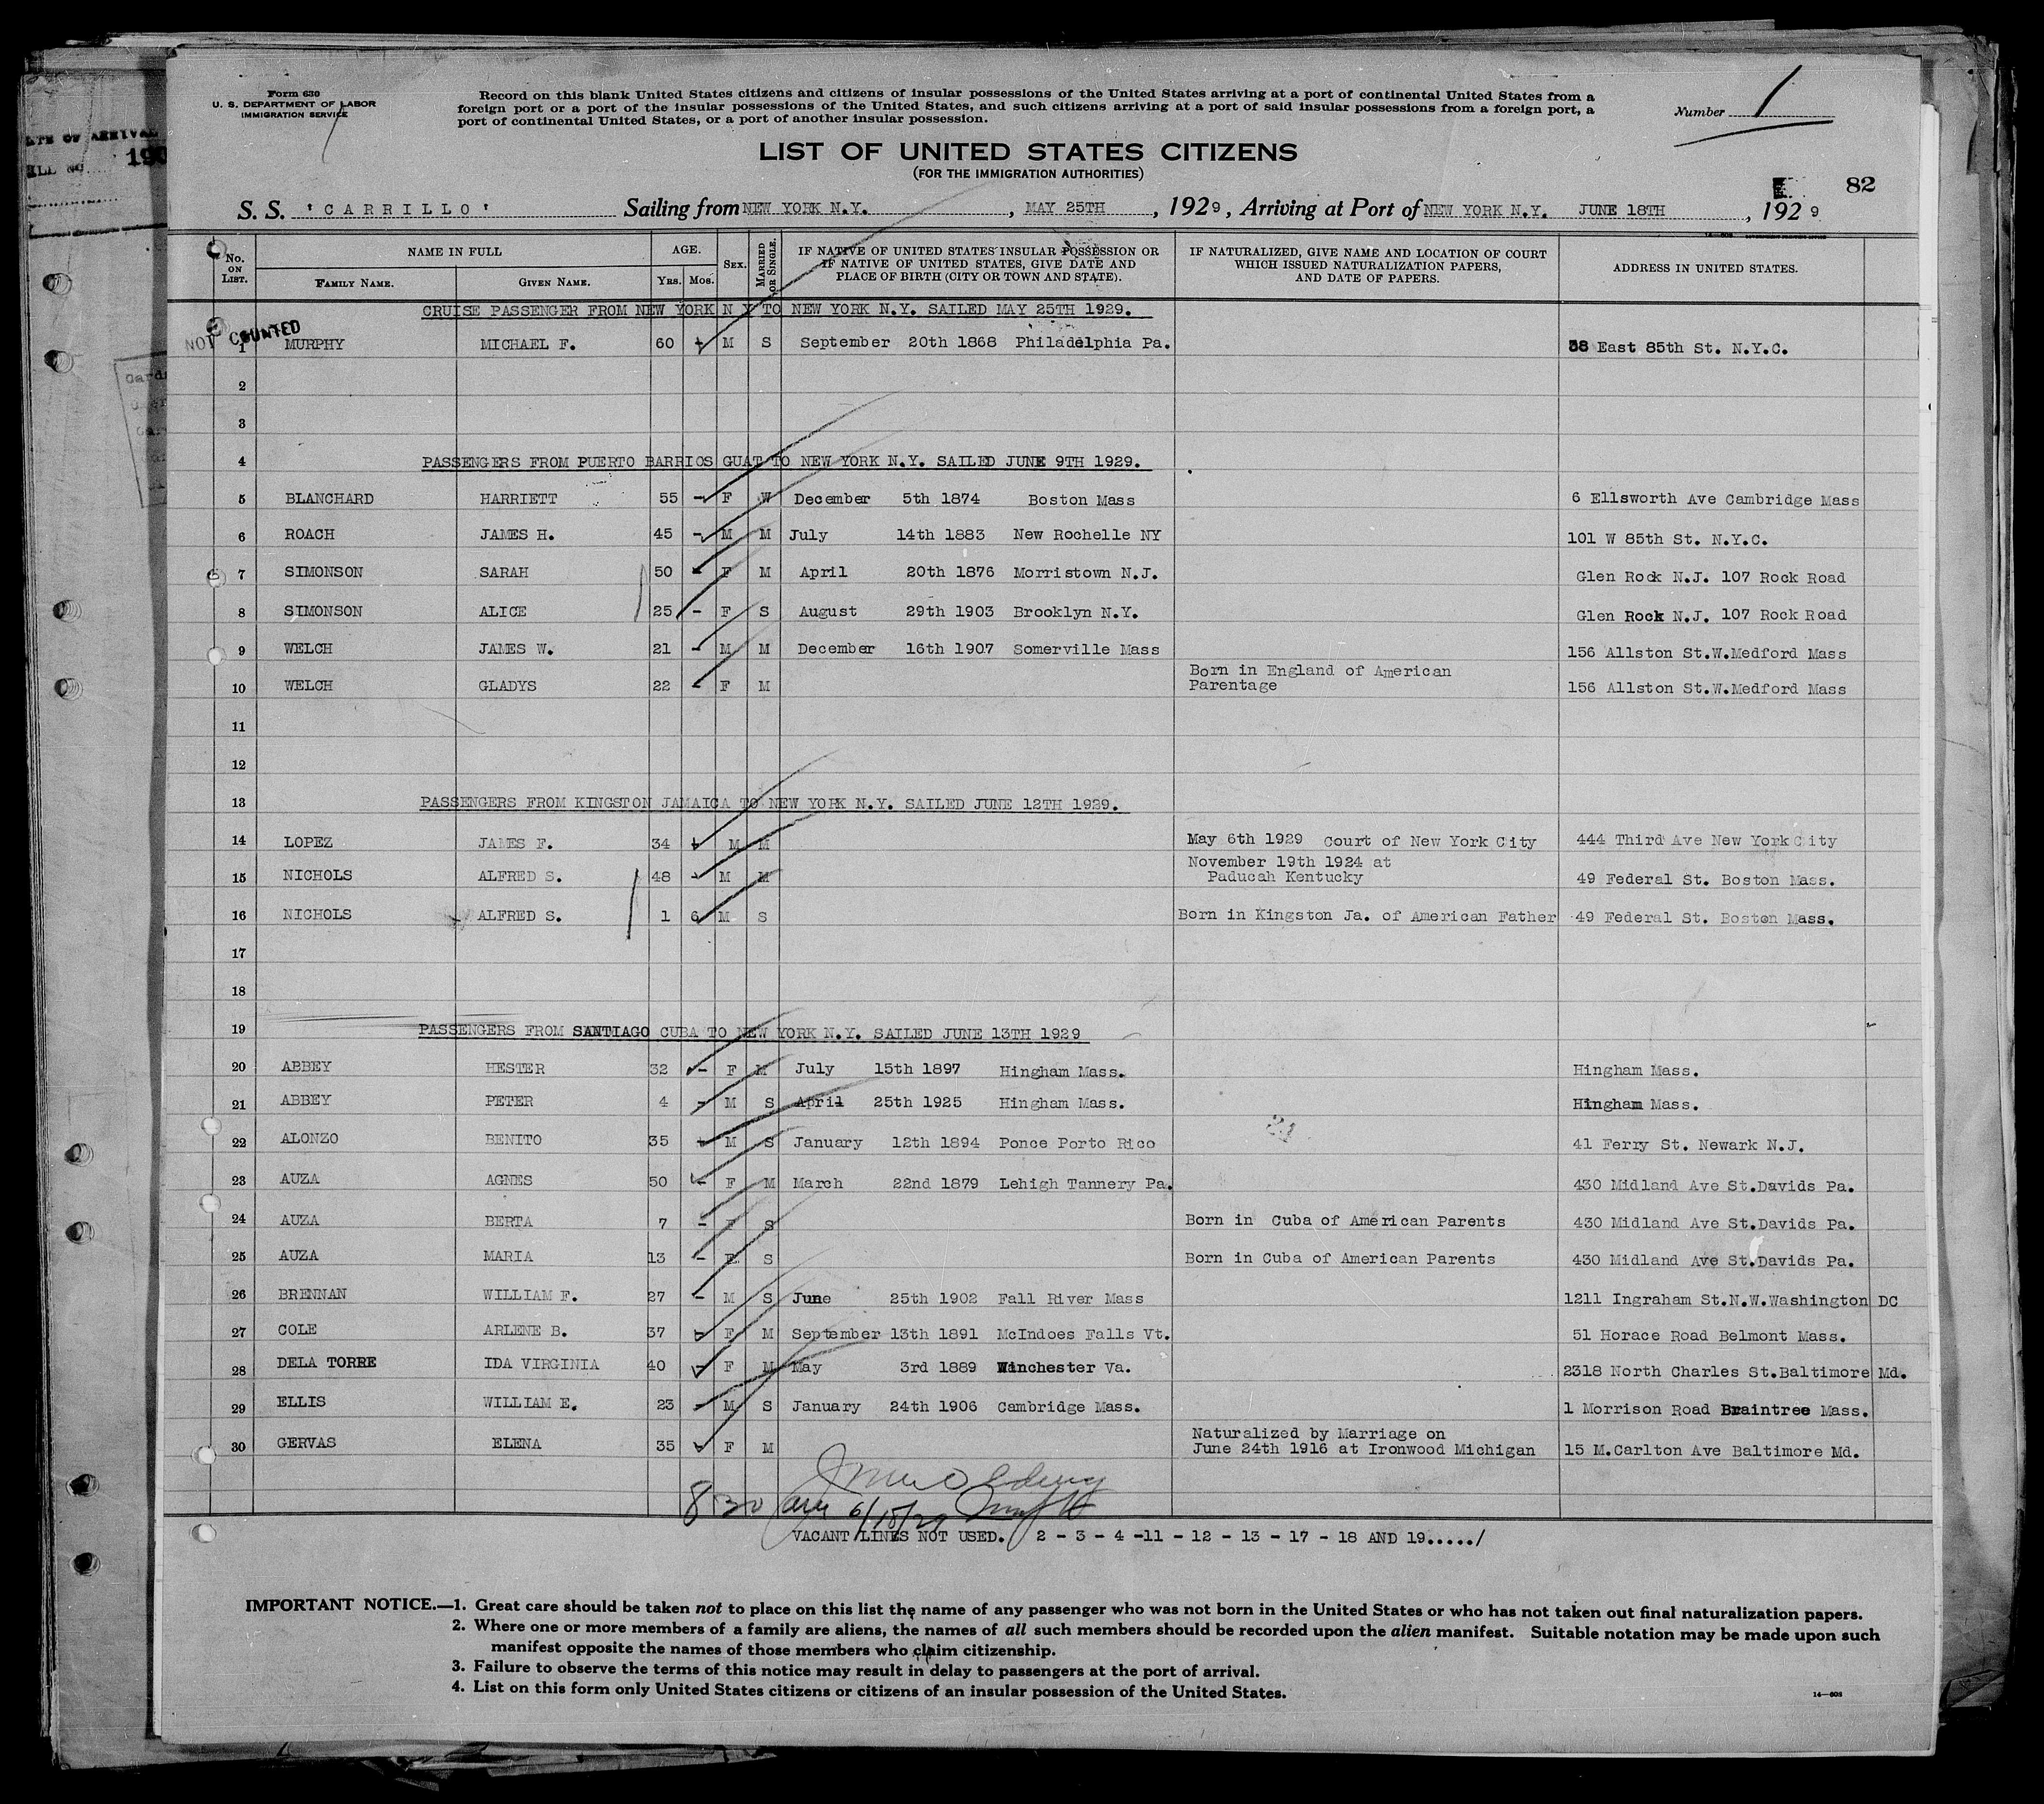 Form 630
U. S. DEPARTMENT OF LABOR
IMMIGRATION SERVICE
Record on this blank United States citizens and citizens of insular possessions of the United States arriving at a port of continental United States from a
foreign port or a port of the insular possessions of the United States, and such citizens arriving at a port of said insular possessions from a foreign port, a
port of continental United States, or a port of another insular possession.
Number 1
LIST OF UNITED STATES CITIZENS
(FOR THE IMMIGRATION AUTHORITIES)
82
S. S. 'CARRILLO' Sailing from NEW YORK N.Y. , MAY 25TH , 1929 , Arriving at Port of NEW YORK N.Y. JUNE 18TH , 1929
No. ON LIST. NAME IN FULL FAMILY NAME. GIVEN NAME. AGE. YRS. MOS. SEX. MARRIED OR SINGLE. IF NATIVE OF UNITED STATES INSULAR POSSESSION OR IF NATIVE OF UNITED STATES, GIVE DATE AND PLACE OF BIRTH (CITY OR TOWN AND STATE). IF NATURALIZED, GIVE NAME AND LOCATION OF COURT WHICH ISSUED NATURALIZATION PAPERS, AND DATE OF PAPERS. ADDRESS IN UNITED STATES.
CRUISE PASSENGER FROM NEW YORK N Y TO NEW YORK N.Y. SAILED MAY 25TH 1929.
NOT COUNTED
1 MURPHY MICHAEL F. 60 M S September 20th 1868 Philadelphia Pa. 38 East 85th St. N.Y.C.
2
3
4 PASSENGERS FROM PUERTO BARRIOS GUAT TO NEW YORK N.Y. SAILED JUNE 9TH 1929.
5 BLANCHARD HARRIETT 55 - F W December 5th 1874 Boston Mass 6 Ellsworth Ave Cambridge Mass
6 ROACH JAMES H. 45 - M M July 14th 1883 New Rochelle NY 101 W 85th St. N.Y.C.
7 SIMONSON SARAH 50 - F M April 20th 1876 Morristown N.J. Glen Rock N.J. 107 Rock Road
8 SIMONSON ALICE 25 - F S August 29th 1903 Brooklyn N.Y. Glen Rock N.J. 107 Rock Road
9 WELCH JAMES W. 21 - M M December 16th 1907 Somerville Mass 156 Allston St.W.Medford Mass
10 WELCH GLADYS 22 - F M Born in England of American Parentage 156 Allston St.W.Medford Mass
11
12
13 PASSENGERS FROM KINGSTON JAMAICA TO NEW YORK N.Y. SAILED JUNE 12TH 1929.
14 LOPEZ JAMES F. 34 M M May 6th 1929 Court of New York City 444 Third Ave New York City
15 NICHOLS ALFRED S. 48 - M M November 19th 1924 at Paducah Kentucky 49 Federal St. Boston Mass.
16 NICHOLS ALFRED S. 1 6 M S Born in Kingston Ja. of American Father 49 Federal St. Boston Mass.
17
18
19 PASSENGERS FROM SANTIAGO CUBA TO NEW YORK N.Y. SAILED JUNE 13TH 1929
20 ABBEY HESTER 32 - F M July 15th 1897 Hingham Mass. Hingham Mass.
21 ABBEY PETER 4 - M S April 25th 1925 Hingham Mass. Hingham Mass.
22 ALONZO BENITO 35 M S January 12th 1894 Ponce Porto Rico 41 Ferry St. Newark N.J.
23 AUZA AGNES 50 - F M March 22nd 1879 Lehigh Tannery Pa. 430 Midland Ave St.Davids Pa.
24 AUZA BERTA 7 - F S Born in Cuba of American Parents 430 Midland Ave St.Davids Pa.
25 AUZA MARIA 13 - F S Born in Cuba of American Parents 430 Midland Ave St.Davids Pa.
26 BRENNAN WILLIAM F. 27 - M S June 25th 1902 Fall River Mass 1211 Ingraham St.N.W.Washington DC
27 COLE ARLENE B. 37 - F M September 13th 1891 McIndoes Falls Vt. 51 Horace Road Belmont Mass.
28 DELA TORRE IDA VIRGINIA 40 - F M May 3rd 1889 Winchester Va. 2318 North Charles St.Baltimore Md.
29 ELLIS WILLIAM E. 23 - M S January 24th 1906 Cambridge Mass. 1 Morrison Road Braintree Mass.
30 GERVAS ELENA 35 - F M Naturalized by Marriage on June 24th 1916 at Ironwood Michigan 15 M.Carlton Ave Baltimore Md.
8 30 am 6/18/29
VACANT LINES NOT USED. 2 - 3 - 4 -11 - 12 - 13 - 17 - 18 AND 19...../
IMPORTANT NOTICE.—1. Great care should be taken not to place on this list the name of any passenger who was not born in the United States or who has not taken out final naturalization papers.
2. Where one or more members of a family are aliens, the names of all such members should be recorded upon the alien manifest. Suitable notation may be made upon such
manifest opposite the names of those members who claim citizenship.
3. Failure to observe the terms of this notice may result in delay to passengers at the port of arrival.
4. List on this form only United States citizens or citizens of an insular possession of the United States.